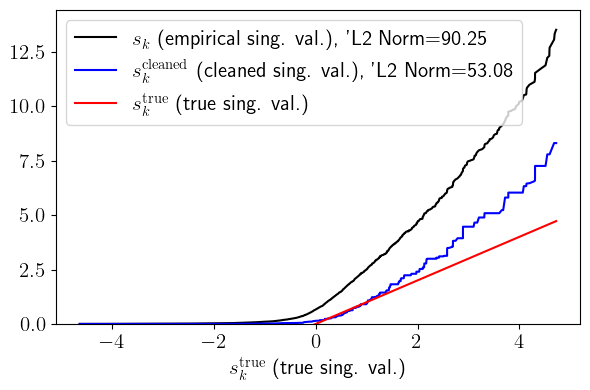 s_k (empirical sing. val.), 'L2 Norm=90.25
s_k^cleaned (cleaned sing. val.), 'L2 Norm=53.08
s_k^true (true sing. val.)
12.5
10.0
7.5
5.0
2.5
0.0
−4 −2 0 2 4
s_k^true (true sing. val.)